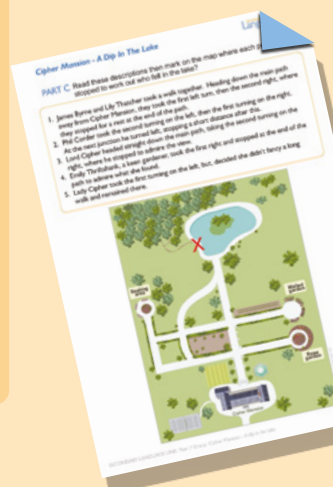 Cipher Mansion - A Dip In The Lake
Lang
PART C Read these descriptions then mark on the map where each p
stopped to work out who fell in the lake?
1. James Byrne and Lily Thatcher took a walk together. Heading down the main path
away from Cipher Mansion, they took the first left turn, then the second right, where
they stopped for a rest at the end of the path.
2. Phil Corder took the second turning on the left, then the first turning on the right.
At the next junction he turned left, stopping a short distance after this.
3. Lord Cipher headed straight down the main path, taking the second turning on the
right, where he stopped to admire the view.
4. Emily Thrillshank, a keen gardener, took the first right and stopped at the end of the
path to admire what she found.
5. Lady Cipher took the first turning on the left, but, decided she didn't fancy a long
walk and remained there.
Seating
area
Walled
garden
Rose
garden
Cipher Mansion